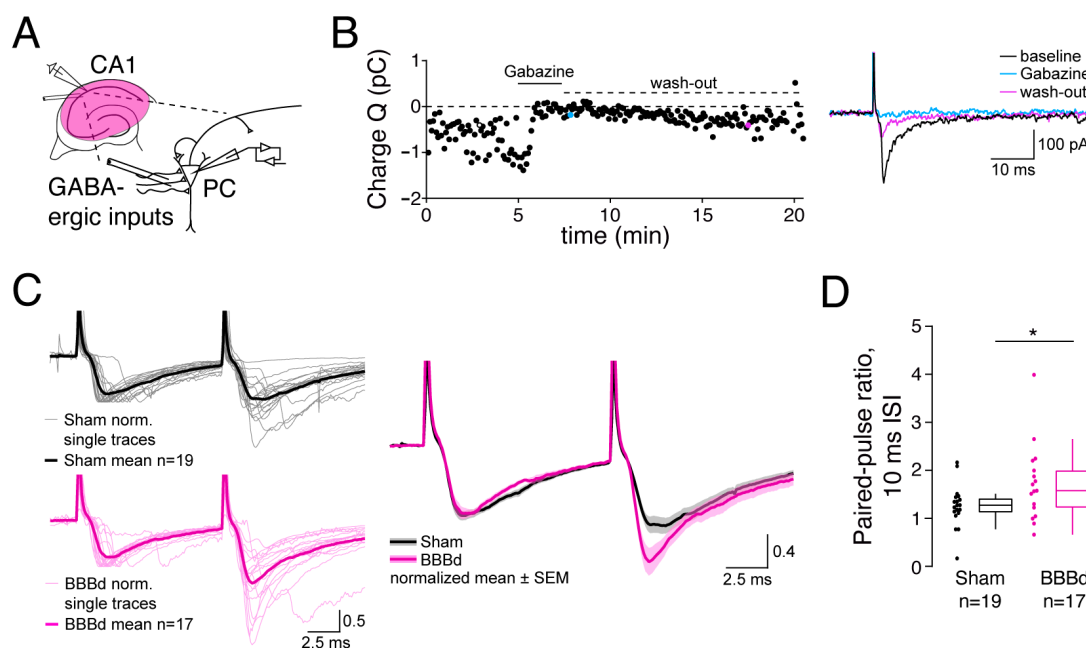 A
CA1
GABA-
ergic inputs
PC
B
Charge Q (pC)
1
0
−1
−2
Gabazine
wash-out
0
5
10
15
20
time (min)
baseline
Gabazine
wash-out
100 pA
10 ms
C
Sham norm.
single traces
Sham mean n=19
BBBd norm.
single traces
BBBd mean n=17
0.5
2.5 ms
Sham
BBBd
normalized mean ± SEM
0.4
2.5 ms
D
Paired-pulse ratio,
10 ms ISI
5
4
3
2
1
0
*
Sham
n=19
BBBd
n=17